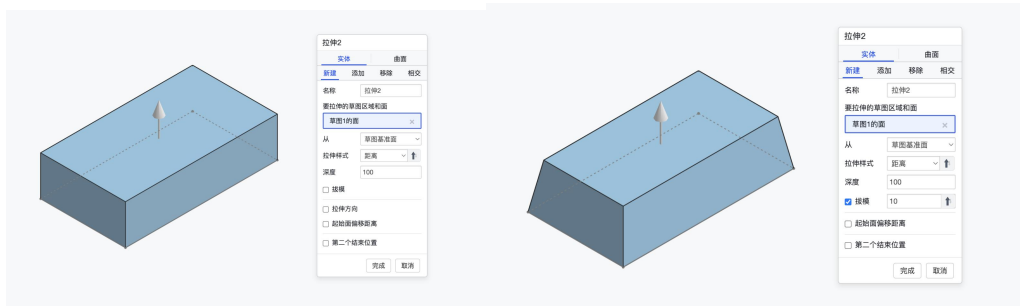 拉伸2
实体 曲面
新建 添加 移除 相交
名称 拉伸2
要拉伸的草图区域和面
草图1的面 ×
从 草图基准面
拉伸样式 距离
深度 100
拔模
拉伸方向
起始面偏移距离
第二个结束位置
完成 取消
拉伸2
实体 曲面
新建 添加 移除 相交
名称 拉伸2
要拉伸的草图区域和面
草图1的面 ×
从 草图基准面
拉伸样式 距离
深度 100
拔模 10
起始面偏移距离
第二个结束位置
完成 取消